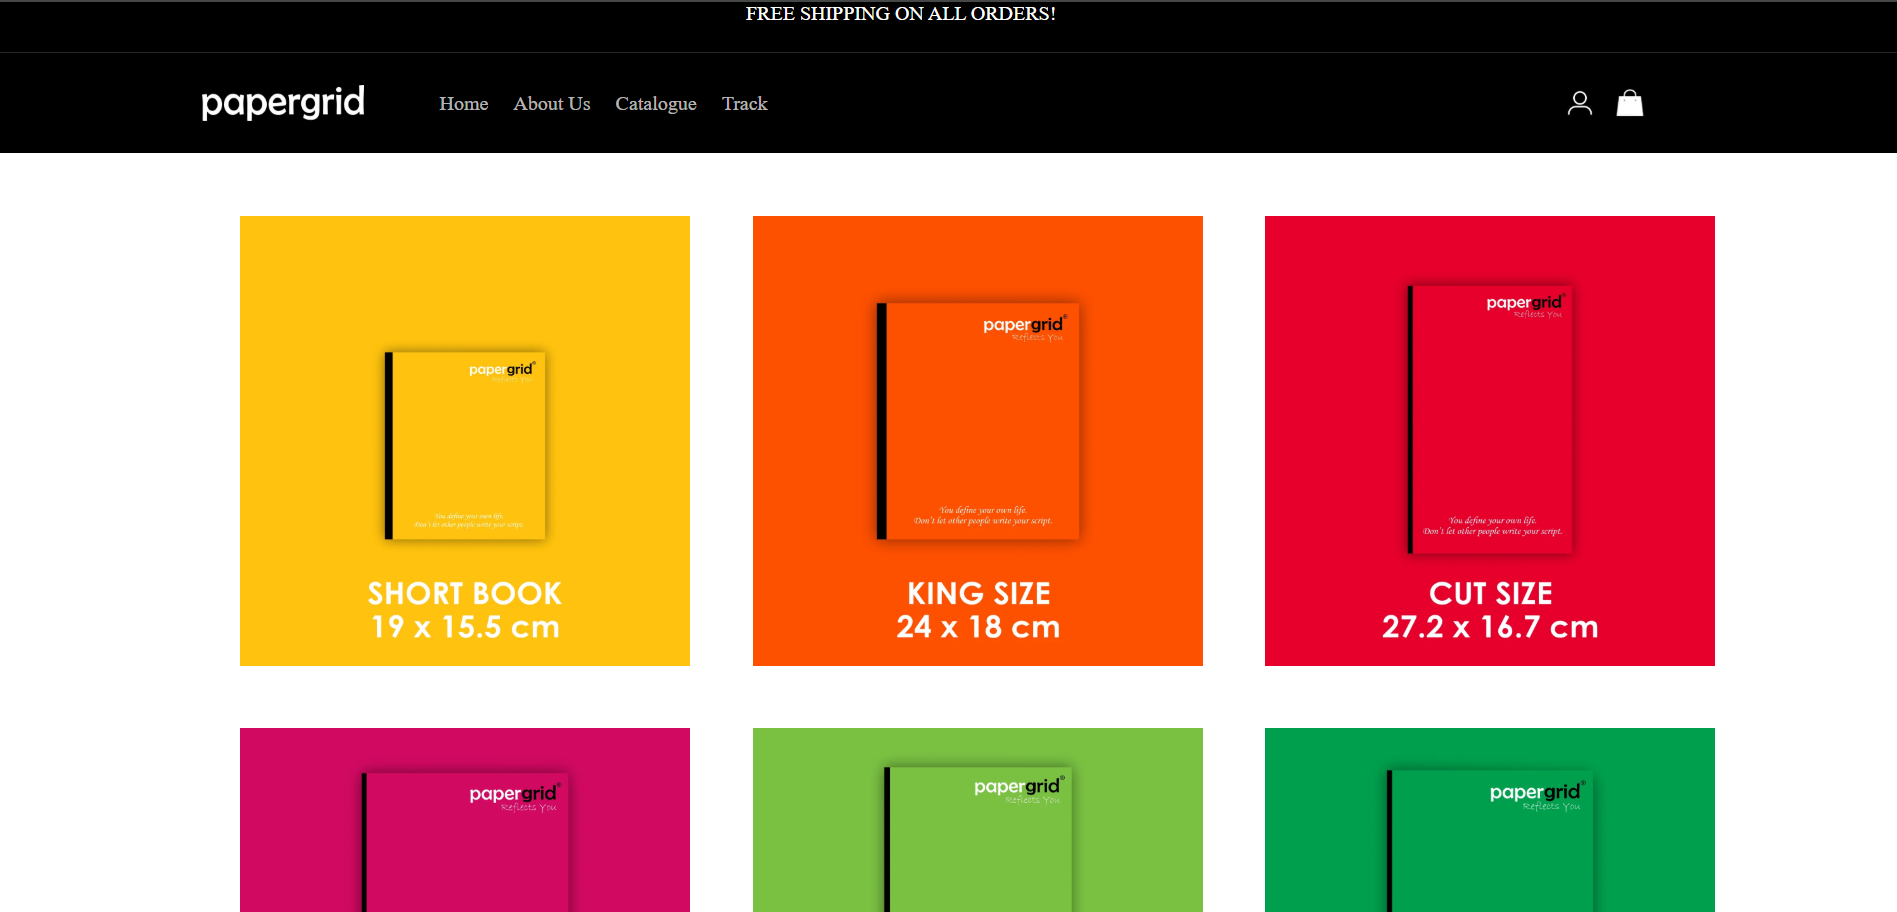 FREE SHIPPING ON ALL ORDERS!
papergrid
Home About Us Catalogue Track
papergrid®
Reflects You
You define your own life.
Don't let other people write your script.
SHORT BOOK
19 x 15.5 cm
papergrid®
Reflects You
You define your own life.
Don't let other people write your script.
KING SIZE
24 x 18 cm
papergrid®
Reflects You
You define your own life.
Don't let other people write your script.
CUT SIZE
27.2 x 16.7 cm
papergrid®
Reflects You
papergrid®
Reflects You
papergrid®
Reflects You